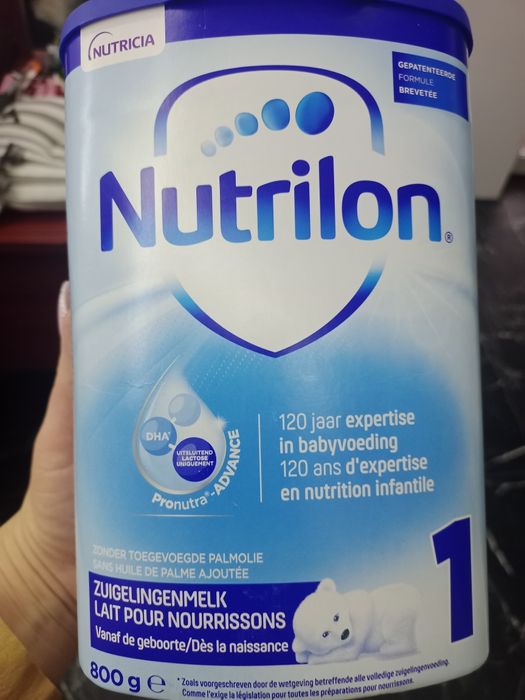 NUTRICIA
GEPATENTEERDE
FORMULE
BREVETÉE
Nutrilon®
DHA*
UITSLUITEND
LACTOSE
UNIQUEMENT
Pronutra®-ADVANCE
120 jaar expertise
in babyvoeding
120 ans d'expertise
en nutrition infantile
ZONDER TOEGEVOEGDE PALMOLIE
SANS HUILE DE PALME AJOUTÉE
ZUIGELINGENMELK
LAIT POUR NOURRISSONS
Vanaf de geboorte/Dès la naissance
1
800 g e
* Zoals voorgeschreven door de wetgeving betreffende alle volledige zuigelingenvoeding.
Comme l'exige la législation pour toutes les préparations pour nourrissons.